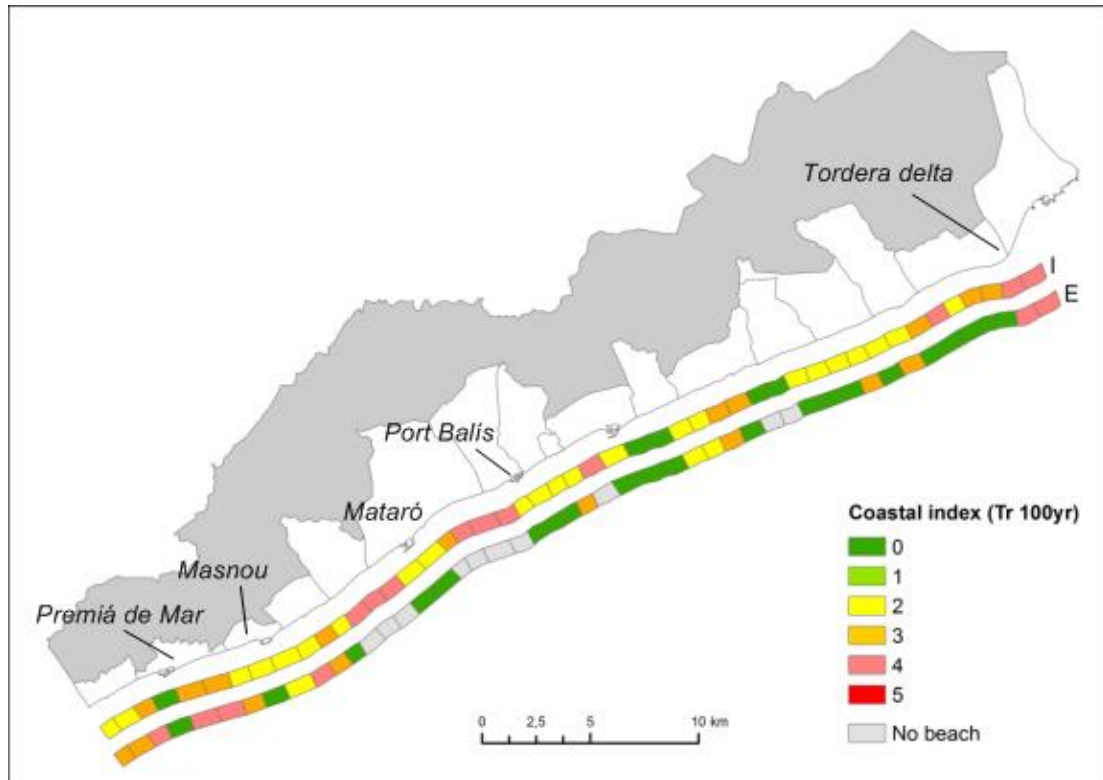 Tordera delta
I
E
Port Balís
Mataró
Masnou
Premiá de Mar
Coastal index (Tr 100yr)
0
1
2
3
4
5
No beach
0 2,5 5 10 km